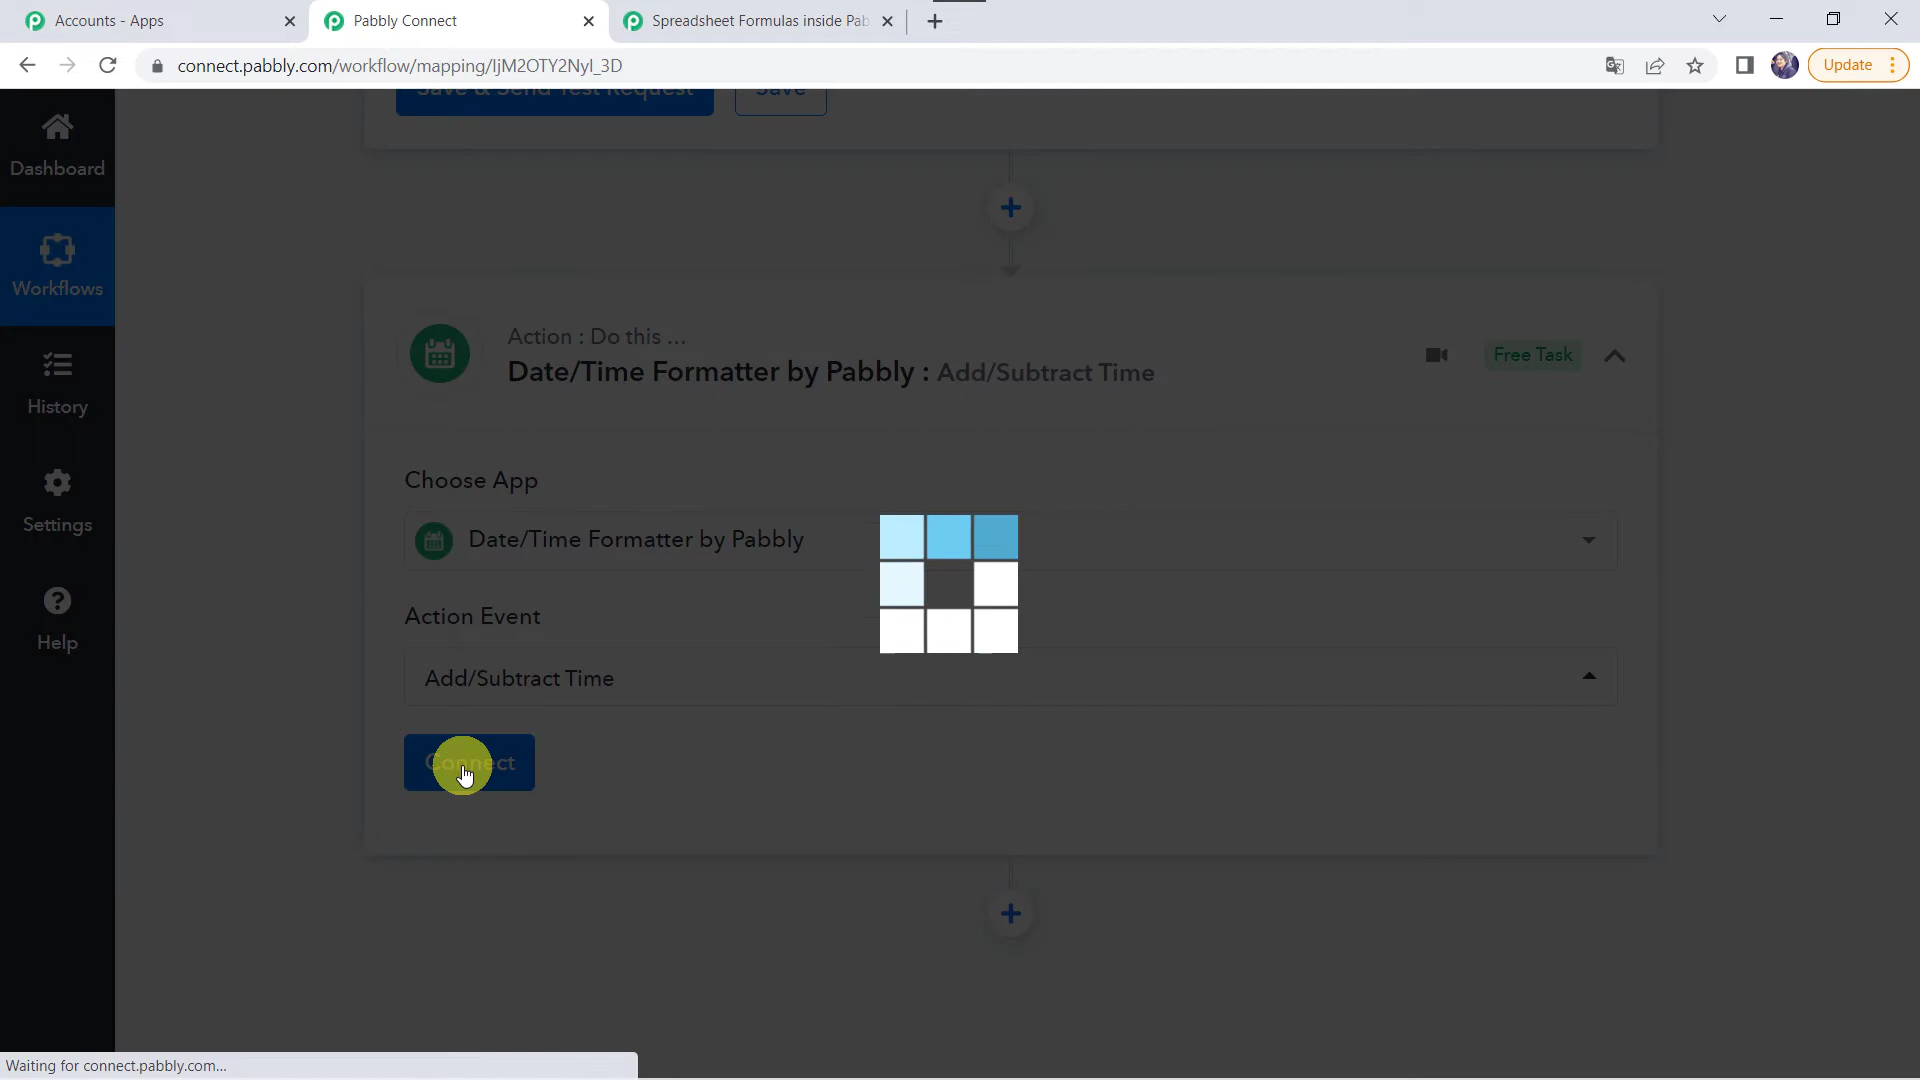 Accounts - Apps
Pabbly Connect
Spreadsheet Formulas inside Pab
connect.pabbly.com/workflow/mapping/IjM2OTY2NyI_3D
Update
Save & Send Test Request
Save
Dashboard
Workflows
History
Settings
Help
Action : Do this ...
Date/Time Formatter by Pabbly : Add/Subtract Time
Free Task
Choose App
Date/Time Formatter by Pabbly
Action Event
Add/Subtract Time
Connect
Waiting for connect.pabbly.com...